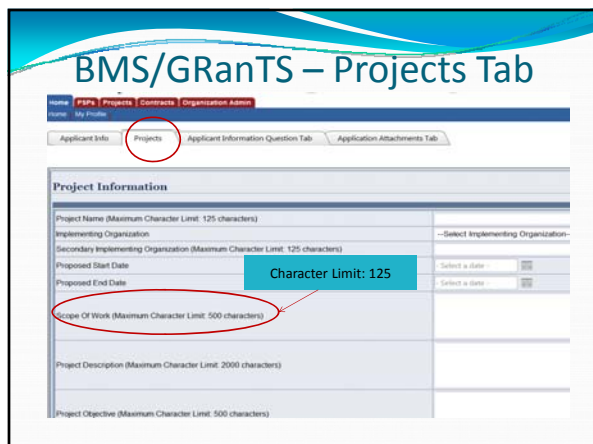 BMS/GRanTS – Projects Tab
Home PSPs Projects Contracts Organization Admin
Home My Profile
Applicant Info Projects Applicant Information Question Tab Application Attachments Tab
Project Information
Project Name (Maximum Character Limit: 125 characters)
Implementing Organization --Select Implementing Organization--
Secondary Implementing Organization (Maximum Character Limit: 125 characters)
Proposed Start Date - Select a date -
Character Limit: 125
Proposed End Date - Select a date -
Scope Of Work (Maximum Character Limit: 500 characters)
Project Description (Maximum Character Limit: 2000 characters)
Project Objective (Maximum Character Limit: 500 characters)